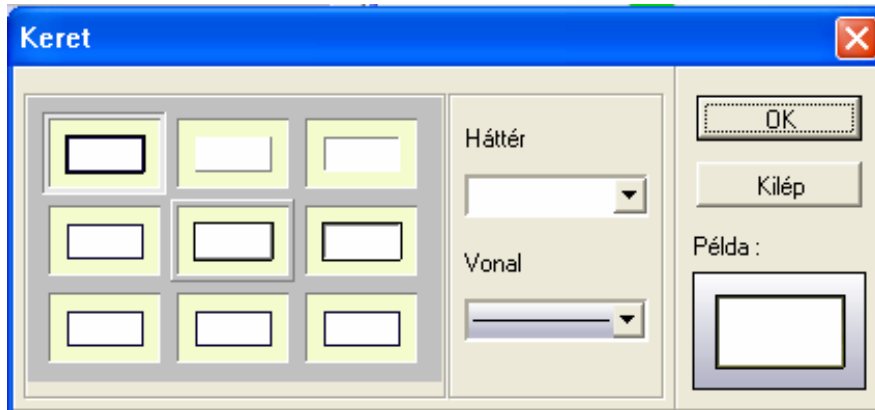 Keret
Háttér
Vonal
OK
Kilép
Példa :